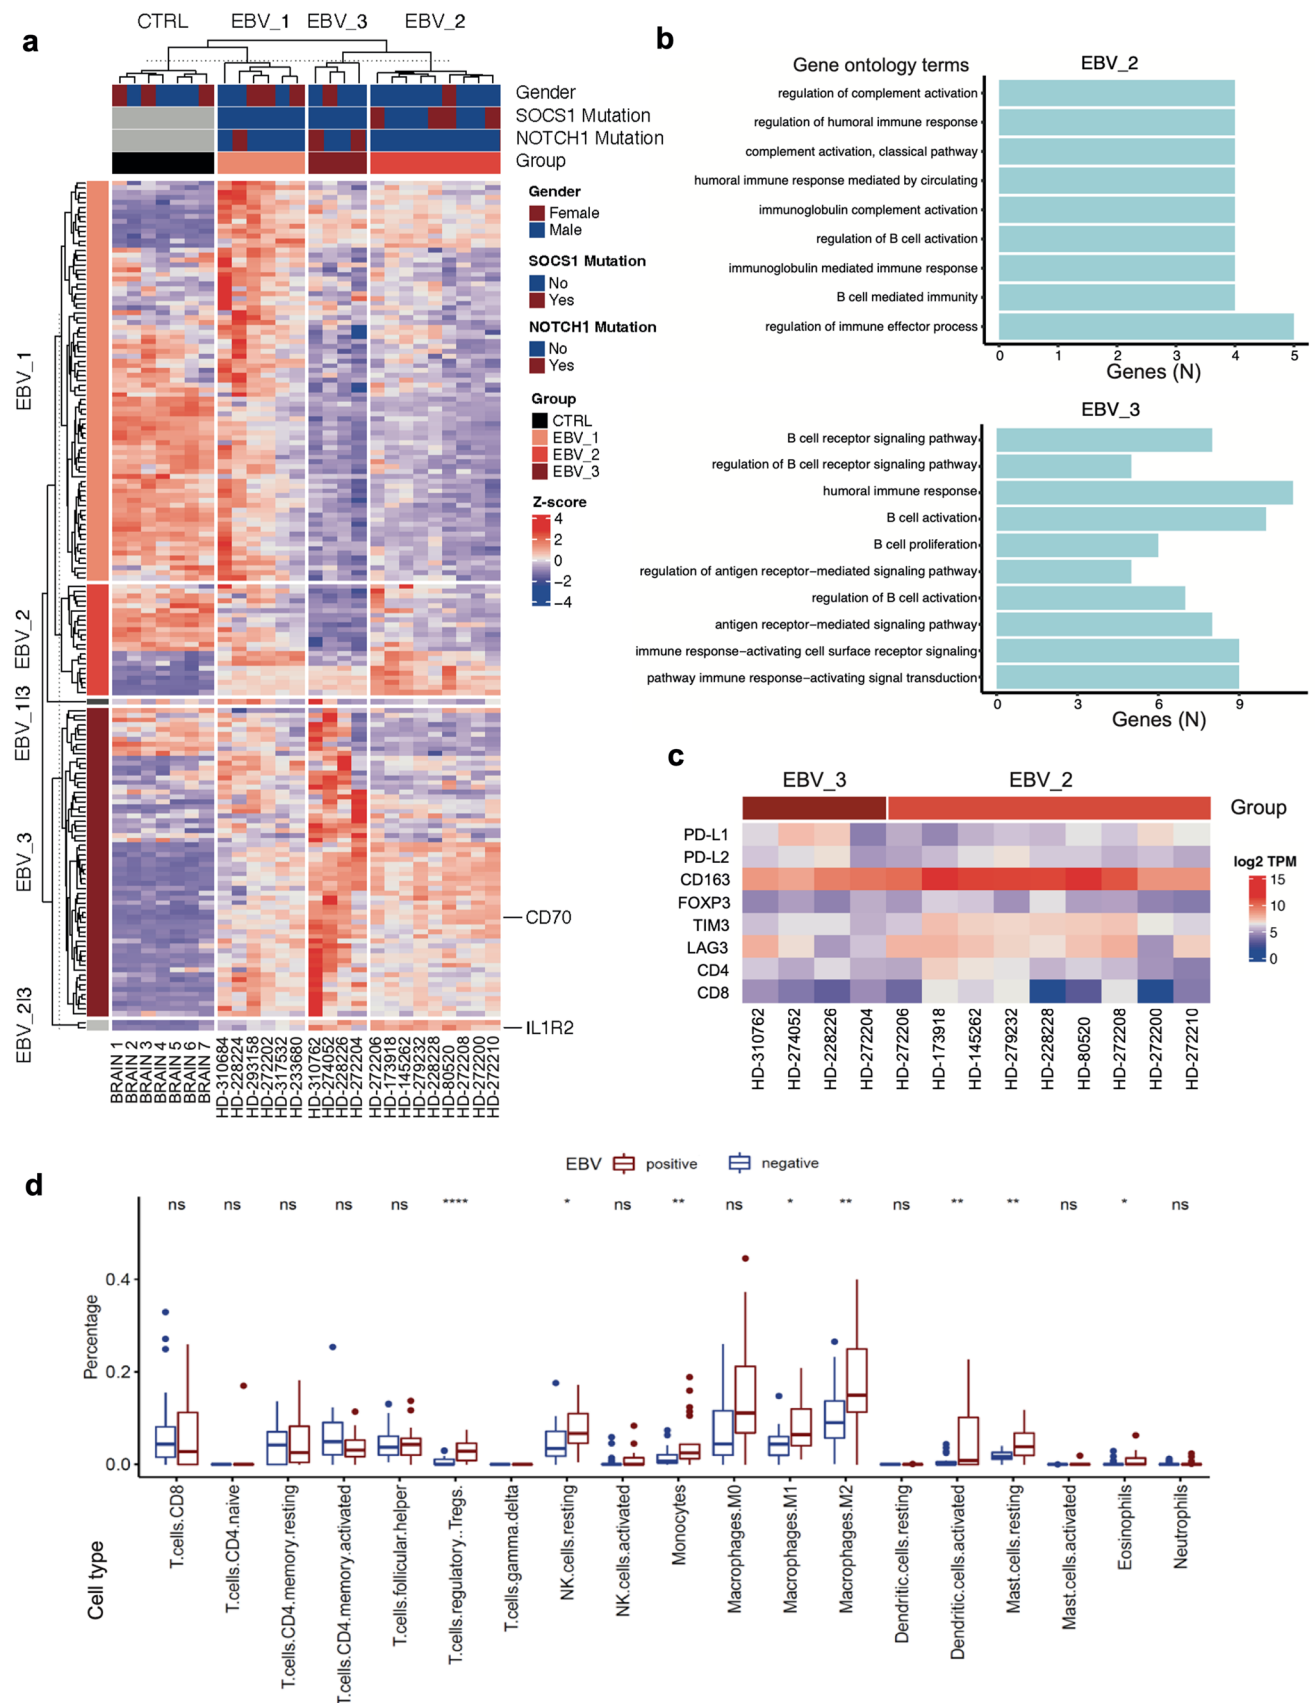 a
CTRL EBV_1 EBV_3 EBV_2
Gender
SOCS1 Mutation
NOTCH1 Mutation
Group
Gender
Female
Male
SOCS1 Mutation
No
Yes
NOTCH1 Mutation
No
Yes
Group
CTRL
EBV_1
EBV_2
EBV_3
Z-score
4
2
0
−2
−4
EBV_1
EBV_2
EBV_1I3
EBV_3
EBV_2I3
CD70
IL1R2
BRAIN 1
BRAIN 2
BRAIN 3
BRAIN 4
BRAIN 5
BRAIN 6
BRAIN 7
HD-310684
HD-228224
HD-293158
HD-272202
HD-317532
HD-233680
HD-310762
HD-274052
HD-228226
HD-272204
HD-272206
HD-173918
HD-145262
HD-279232
HD-228228
HD-80520
HD-272208
HD-272200
HD-272210
b
Gene ontology terms
EBV_2
regulation of complement activation
regulation of humoral immune response
complement activation, classical pathway
humoral immune response mediated by circulating
immunoglobulin complement activation
regulation of B cell activation
immunoglobulin mediated immune response
B cell mediated immunity
regulation of immune effector process
0 1 2 3 4 5
Genes (N)
EBV_3
B cell receptor signaling pathway
regulation of B cell receptor signaling pathway
humoral immune response
B cell activation
B cell proliferation
regulation of antigen receptor−mediated signaling pathway
regulation of B cell activation
antigen receptor−mediated signaling pathway
immune response−activating cell surface receptor signaling
pathway immune response−activating signal transduction
0 3 6 9
Genes (N)
c
EBV_3 EBV_2
Group
PD-L1
PD-L2
CD163
FOXP3
TIM3
LAG3
CD4
CD8
log2 TPM
15
10
5
0
HD-310762
HD-274052
HD-228226
HD-272204
HD-272206
HD-173918
HD-145262
HD-279232
HD-228228
HD-80520
HD-272208
HD-272200
HD-272210
d
EBV positive negative
ns ns ns ns ns **** * ns ** ns * ** ns ** ** ns * ns
Percentage
0.4
0.2
0.0
Cell type
T.cells.CD8
T.cells.CD4.naive
T.cells.CD4.memory.resting
T.cells.CD4.memory.activated
T.cells.follicular.helper
T.cells.regulatory..Tregs.
T.cells.gamma.delta
NK.cells.resting
NK.cells.activated
Monocytes
Macrophages.M0
Macrophages.M1
Macrophages.M2
Dendritic.cells.resting
Dendritic.cells.activated
Mast.cells.resting
Mast.cells.activated
Eosinophils
Neutrophils